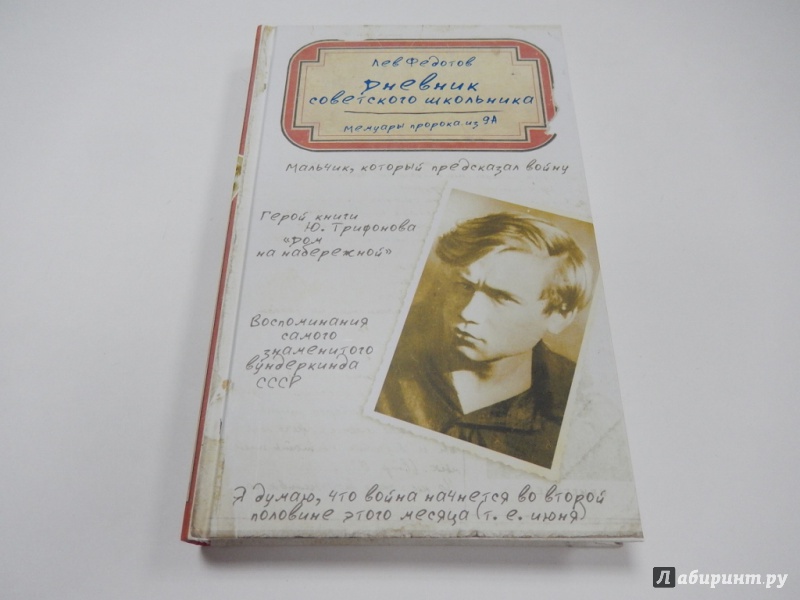 Лев Федотов
Дневник
советского школьника
Мемуары пророка из 9А
Мальчик, который предсказал войну
Герой книги
Ю. Трифонова
"Дом
на набережной"
Воспоминания
самого
знаменитого
вундеркинда
СССР
Я думаю, что война начнется во второй
половине этого месяца (т. е. июня)
Лабиринт.ру